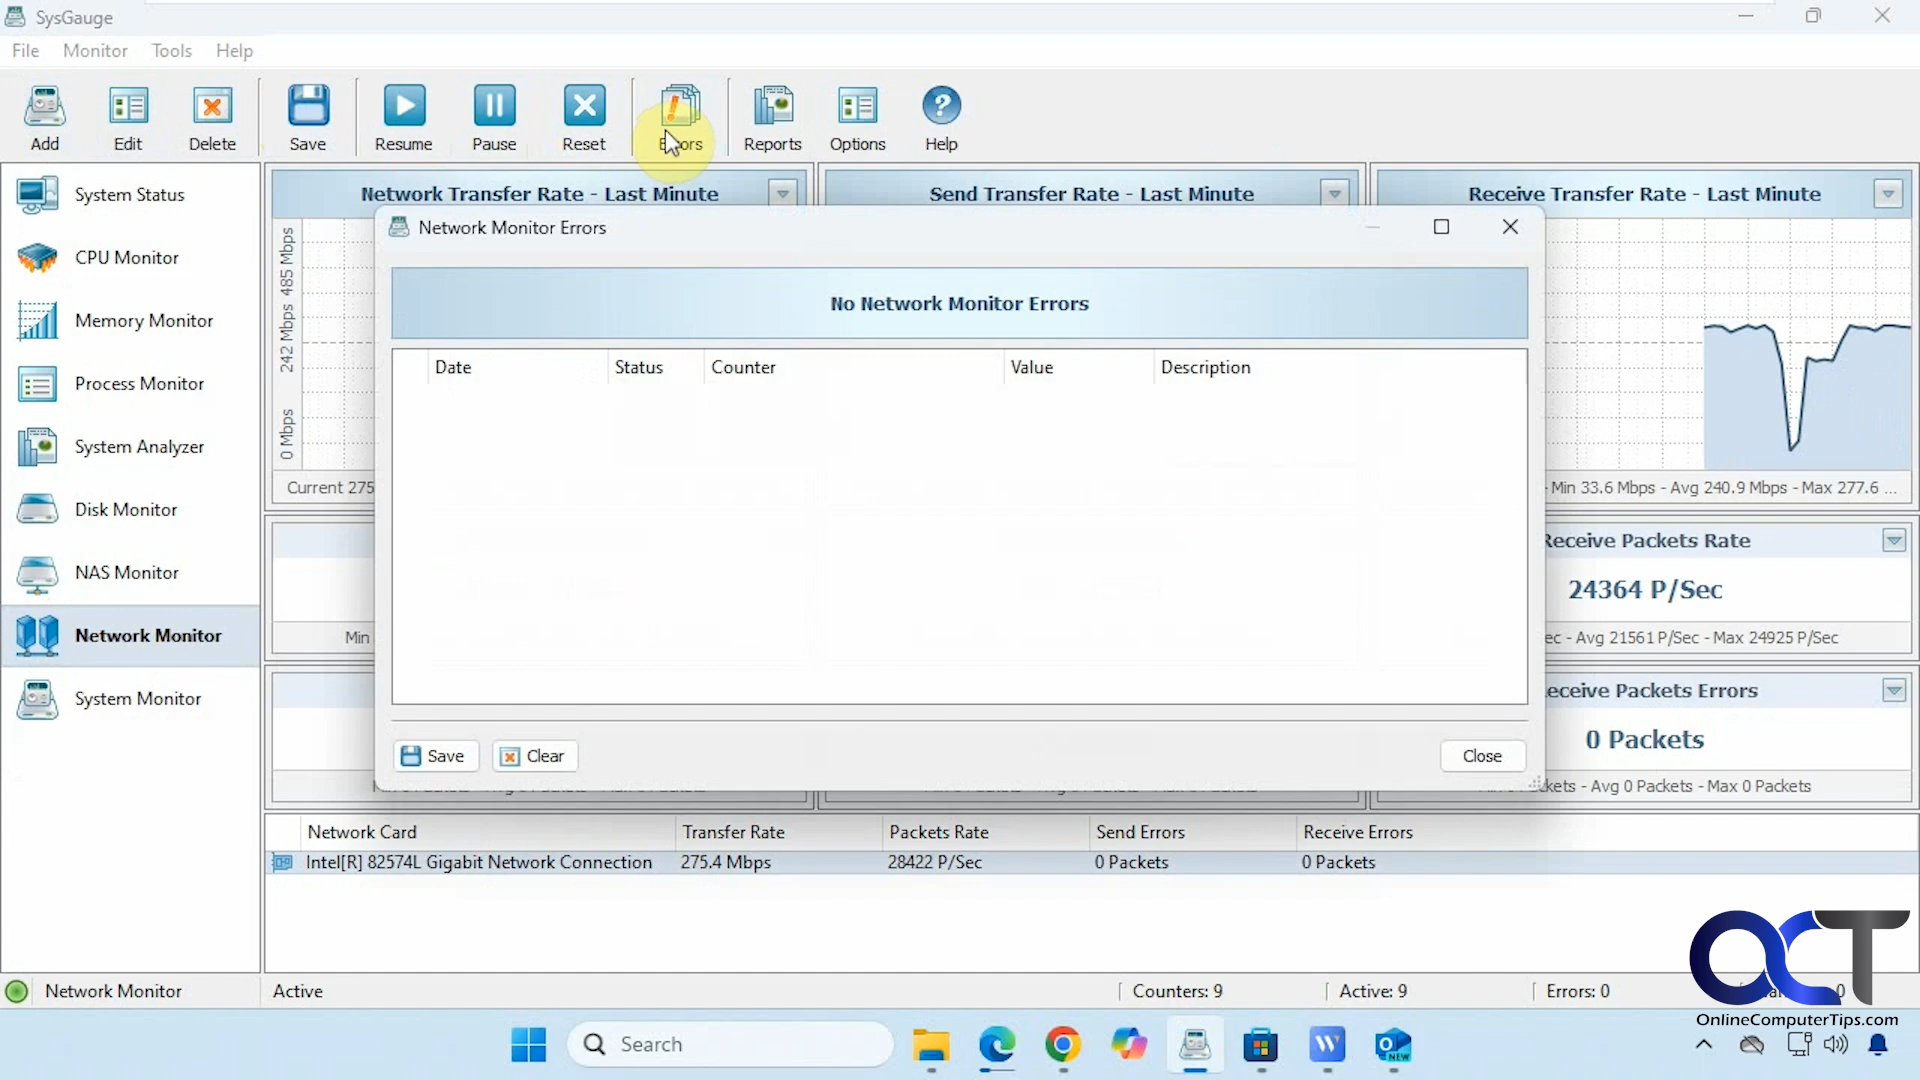 SysGauge
File Monitor Tools Help
Add Edit Delete Save Resume Pause Reset Errors Reports Options Help
System Status
CPU Monitor
Memory Monitor
Process Monitor
System Analyzer
Disk Monitor
NAS Monitor
Network Monitor
System Monitor
Network Transfer Rate - Last Minute
Send Transfer Rate - Last Minute
Receive Transfer Rate - Last Minute
485 Mbps
242 Mbps
0 Mbps
Current 275
Min 33.6 Mbps - Avg 240.9 Mbps - Max 277.6 ...
Network Monitor Errors
No Network Monitor Errors
Date Status Counter Value Description
Save Clear Close
Receive Packets Rate
24364 P/Sec
Min
ec - Avg 21561 P/Sec - Max 24925 P/Sec
eceive Packets Errors
0 Packets
ckets - Avg 0 Packets - Max 0 Packets
Network Card Transfer Rate Packets Rate Send Errors Receive Errors
Intel[R] 82574L Gigabit Network Connection 275.4 Mbps 28422 P/Sec 0 Packets 0 Packets
Network Monitor Active Counters: 9 Active: 9 Errors: 0 0
OCT
OnlineComputerTips.com
Search
W
NEW